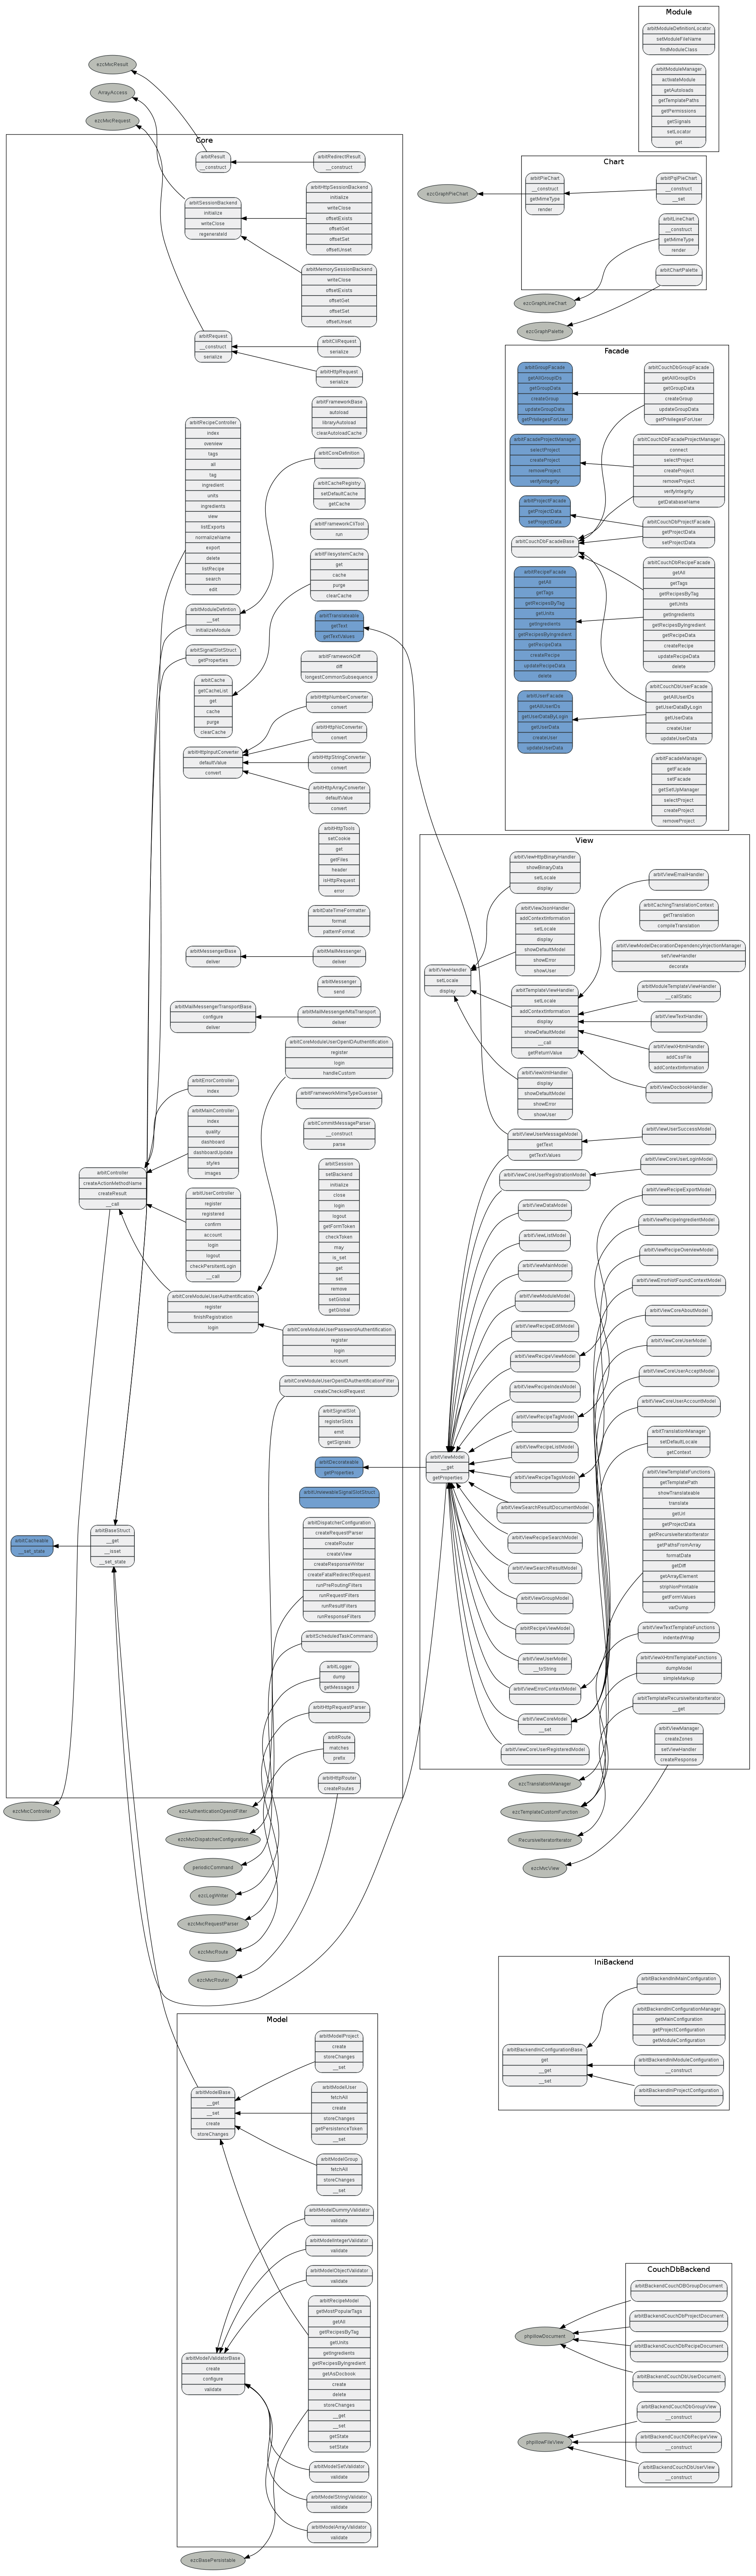 Module
arbitModuleDefinitionLocator
setModuleFileName
findModuleClass
arbitModuleManager
activateModule
getAutoloads
getTemplatePaths
getPermissions
getSignals
setLocator
get
ezcMvcResult
ArrayAccess
ezcMvcRequest
Core
arbitResult
__construct
arbitRedirectResult
__construct
arbitSessionBackend
initialize
writeClose
regenerateId
arbitHttpSessionBackend
initialize
writeClose
offsetExists
offsetGet
offsetSet
offsetUnset
arbitMemorySessionBackend
writeClose
offsetExists
offsetGet
offsetSet
offsetUnset
arbitRequest
__construct
serialize
arbitCliRequest
serialize
arbitHttpRequest
serialize
arbitFrameworkBase
autoload
libraryAutoload
clearAutoloadCache
arbitRecipeController
index
overview
tags
all
tag
ingredient
units
ingredients
view
listExports
normalizeName
export
delete
listRecipe
search
edit
arbitCoreDefinition
arbitCacheRegistry
setDefaultCache
getCache
arbitFrameworkCliTool
run
arbitFilesystemCache
get
cache
purge
clearCache
arbitModuleDefintion
__set
initializeModule
arbitTranslateable
getText
getTextValues
arbitSignalSlotStruct
getProperties
arbitFrameworkDiff
diff
longestCommonSubsequence
arbitCache
getCacheList
get
cache
purge
clearCache
arbitHttpNumberConverter
convert
arbitHttpNoConverter
convert
arbitHttpInputConverter
defaultValue
convert
arbitHttpStringConverter
convert
arbitHttpArrayConverter
defaultValue
convert
arbitHttpTools
setCookie
get
getFiles
header
isHttpRequest
error
arbitDateTimeFormatter
format
patternFormat
arbitMessengerBase
deliver
arbitMailMessenger
deliver
arbitMessenger
send
arbitMailMessengerTransportBase
configure
deliver
arbitMailMessengerMtaTransport
deliver
arbitCoreModuleUserOpenIDAuthentification
register
login
handleCustom
arbitErrorController
index
arbitFrameworkMimeTypeGuesser
arbitMainController
index
quality
dashboard
dashboardUpdate
styles
images
arbitCommitMessageParser
__construct
parse
arbitController
createActionMethodName
createResult
__call
arbitUserController
register
registered
confirm
account
login
logout
checkPersitentLogin
__call
arbitSession
setBackend
initialize
close
login
logout
getFormToken
checkToken
may
is_set
get
set
remove
setGlobal
getGlobal
arbitCoreModuleUserAuthentification
register
finishRegistration
login
arbitCoreModuleUserPasswordAuthentification
register
login
account
arbitCoreModuleUserOpenIDAuthentificationFilter
createCheckidRequest
arbitSignalSlot
registerSlots
emit
getSignals
arbitDecorateable
getProperties
arbitUnviewableSignalSlotStruct
arbitCacheable
__set_state
arbitBaseStruct
__get
__isset
__set_state
arbitDispatcherConfiguration
createRequestParser
createRouter
createView
createResponseWriter
createFatalRedirectRequest
runPreRoutingFilters
runRequestFilters
runResultFilters
runResponseFilters
arbitScheduledTaskCommand
arbitLogger
dump
getMessages
arbitHttpRequestParser
arbitRoute
matches
prefix
arbitHttpRouter
createRoutes
ezcMvcController
ezcAuthenticationOpenidFilter
ezcMvcDispatcherConfiguration
periodicCommand
ezcLogWriter
ezcMvcRequestParser
ezcMvcRoute
ezcMvcRouter
Chart
ezcGraphPieChart
arbitPieChart
__construct
getMimeType
render
arbitPipPieChart
__construct
__set
arbitLineChart
__construct
getMimeType
render
arbitChartPalette
ezcGraphLineChart
ezcGraphPalette
Facade
arbitGroupFacade
getAllGroupIDs
getGroupData
createGroup
updateGroupData
getPrivilegesForUser
arbitCouchDbGroupFacade
getAllGroupIDs
getGroupData
createGroup
updateGroupData
getPrivilegesForUser
arbitFacadeProjectManager
selectProject
createProject
removeProject
verifyIntegrity
arbitCouchDbFacadeProjectManager
connect
selectProject
createProject
removeProject
verifyIntegrity
getDatabaseName
arbitProjectFacade
getProjectData
setProjectData
arbitCouchDbProjectFacade
getProjectData
setProjectData
arbitCouchDbFacadeBase
arbitRecipeFacade
getAll
getTags
getRecipesByTag
getUnits
getIngredients
getRecipesByIngredient
getRecipeData
createRecipe
updateRecipeData
delete
arbitCouchDbRecipeFacade
getAll
getTags
getRecipesByTag
getUnits
getIngredients
getRecipesByIngredient
getRecipeData
createRecipe
updateRecipeData
delete
arbitUserFacade
getAllUserIDs
getUserDataByLogin
getUserData
createUser
updateUserData
arbitCouchDbUserFacade
getAllUserIDs
getUserDataByLogin
getUserData
createUser
updateUserData
arbitFacadeManager
getFacade
setFacade
getSetUpManager
selectProject
createProject
removeProject
View
arbitViewHttpBinaryHandler
showBinaryData
setLocale
display
arbitViewEmailHandler
arbitCachingTranslationContext
getTranslation
compileTranslation
arbitViewJsonHandler
addContextInformation
setLocale
display
showDefaultModel
showError
showUser
arbitViewModelDecorationDependencyInjectionManager
setViewHandler
decorate
arbitViewHandler
setLocale
display
arbitTemplateViewHandler
setLocale
addContextInformation
display
showDefaultModel
__call
getReturnValue
arbitModuleTemplateViewHandler
__callStatic
arbitViewTextHandler
arbitViewXHtmlHandler
addCssFile
addContextInformation
arbitViewDocbookHandler
arbitViewXmlHandler
display
showDefaultModel
showError
showUser
arbitViewUserMessageModel
getText
getTextValues
arbitViewUserSuccessModel
arbitViewCoreUserRegistrationModel
arbitViewCoreUserLoginModel
arbitViewDataModel
arbitViewRecipeExportModel
arbitViewListModel
arbitViewRecipeIngredientModel
arbitViewMainModel
arbitViewRecipeOverviewModel
arbitViewModuleModel
arbitViewErrorNotFoundContextModel
arbitViewRecipeEditModel
arbitViewCoreAboutModel
arbitViewRecipeViewModel
arbitViewCoreUserModel
arbitViewRecipeIndexModel
arbitViewCoreUserAcceptModel
arbitViewRecipeTagModel
arbitViewCoreUserAccountModel
arbitViewRecipeListModel
arbitTranslationManager
setDefaultLocale
getContext
arbitViewModel
__get
getProperties
arbitViewRecipeTagsModel
arbitViewSearchResultDocumentModel
arbitViewTemplateFunctions
getTemplatePath
showTranslateable
translate
getUrl
getProjectData
getRecursiveIteratorIterator
getPathsFromArray
formatDate
getDiff
getArrayElement
stripNonPrintable
getFormValues
varDump
arbitViewRecipeSearchModel
arbitViewSearchResultModel
arbitViewGroupModel
arbitRecipeViewModel
arbitViewTextTemplateFunctions
indentedWrap
arbitViewUserModel
__toString
arbitViewXHtmlTemplateFunctions
dumpModel
simpleMarkup
arbitViewErrorContextModel
arbitTemplateRecursiveIteratorIterator
__get
arbitViewCoreModel
__set
arbitViewManager
createZones
setViewHandler
createResponse
arbitViewCoreUserRegisteredModel
ezcTranslationManager
ezcTemplateCustomFunction
RecursiveIteratorIterator
ezcMvcView
IniBackend
arbitBackendIniMainConfiguration
arbitBackendIniConfigurationManager
getMainConfiguration
getProjectConfiguration
getModuleConfiguration
arbitBackendIniConfigurationBase
get
__get
__set
arbitBackendIniModuleConfiguration
__construct
arbitBackendIniProjectConfiguration
Model
arbitModelProject
create
storeChanges
__set
arbitModelBase
__get
__set
create
storeChanges
arbitModelUser
fetchAll
create
storeChanges
getPersistenceToken
__set
arbitModelGroup
fetchAll
storeChanges
__set
arbitModelDummyValidator
validate
arbitModelIntegerValidator
validate
arbitModelObjectValidator
validate
arbitRecipeModel
getMostPopularTags
getAll
getRecipesByTag
getUnits
getIngredients
getRecipesByIngredient
getAsDocbook
create
delete
storeChanges
__get
__set
getState
setState
arbitModelValidatorBase
create
configure
validate
arbitModelSetValidator
validate
arbitModelStringValidator
validate
arbitModelArrayValidator
validate
ezcBasePersistable
CouchDbBackend
arbitBackendCouchDBGroupDocument
arbitBackendCouchDbProjectDocument
phpillowDocument
arbitBackendCouchDbRecipeDocument
arbitBackendCouchDbUserDocument
arbitBackendCouchDbGroupView
__construct
phpillowFileView
arbitBackendCouchDbRecipeView
__construct
arbitBackendCouchDbUserView
__construct